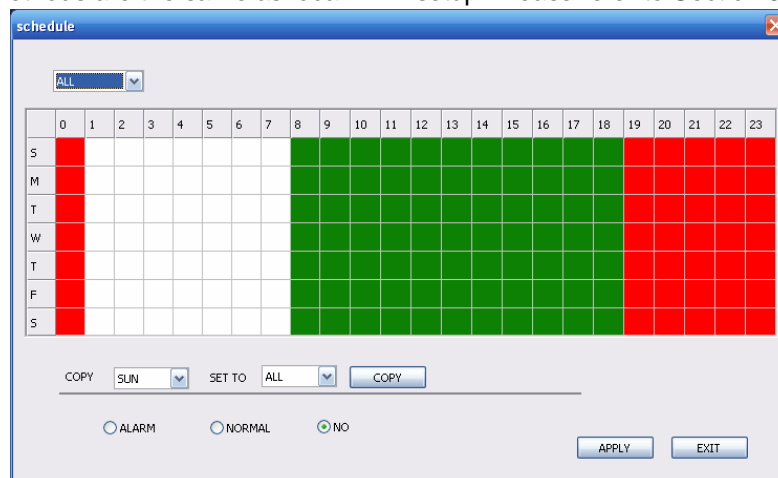 schedule
ALL
0 1 2 3 4 5 6 7 8 9 10 11 12 13 14 15 16 17 18 19 20 21 22 23
S
M
T
W
T
F
S
COPY SUN SET TO ALL COPY
ALARM NORMAL NO
APPLY EXIT